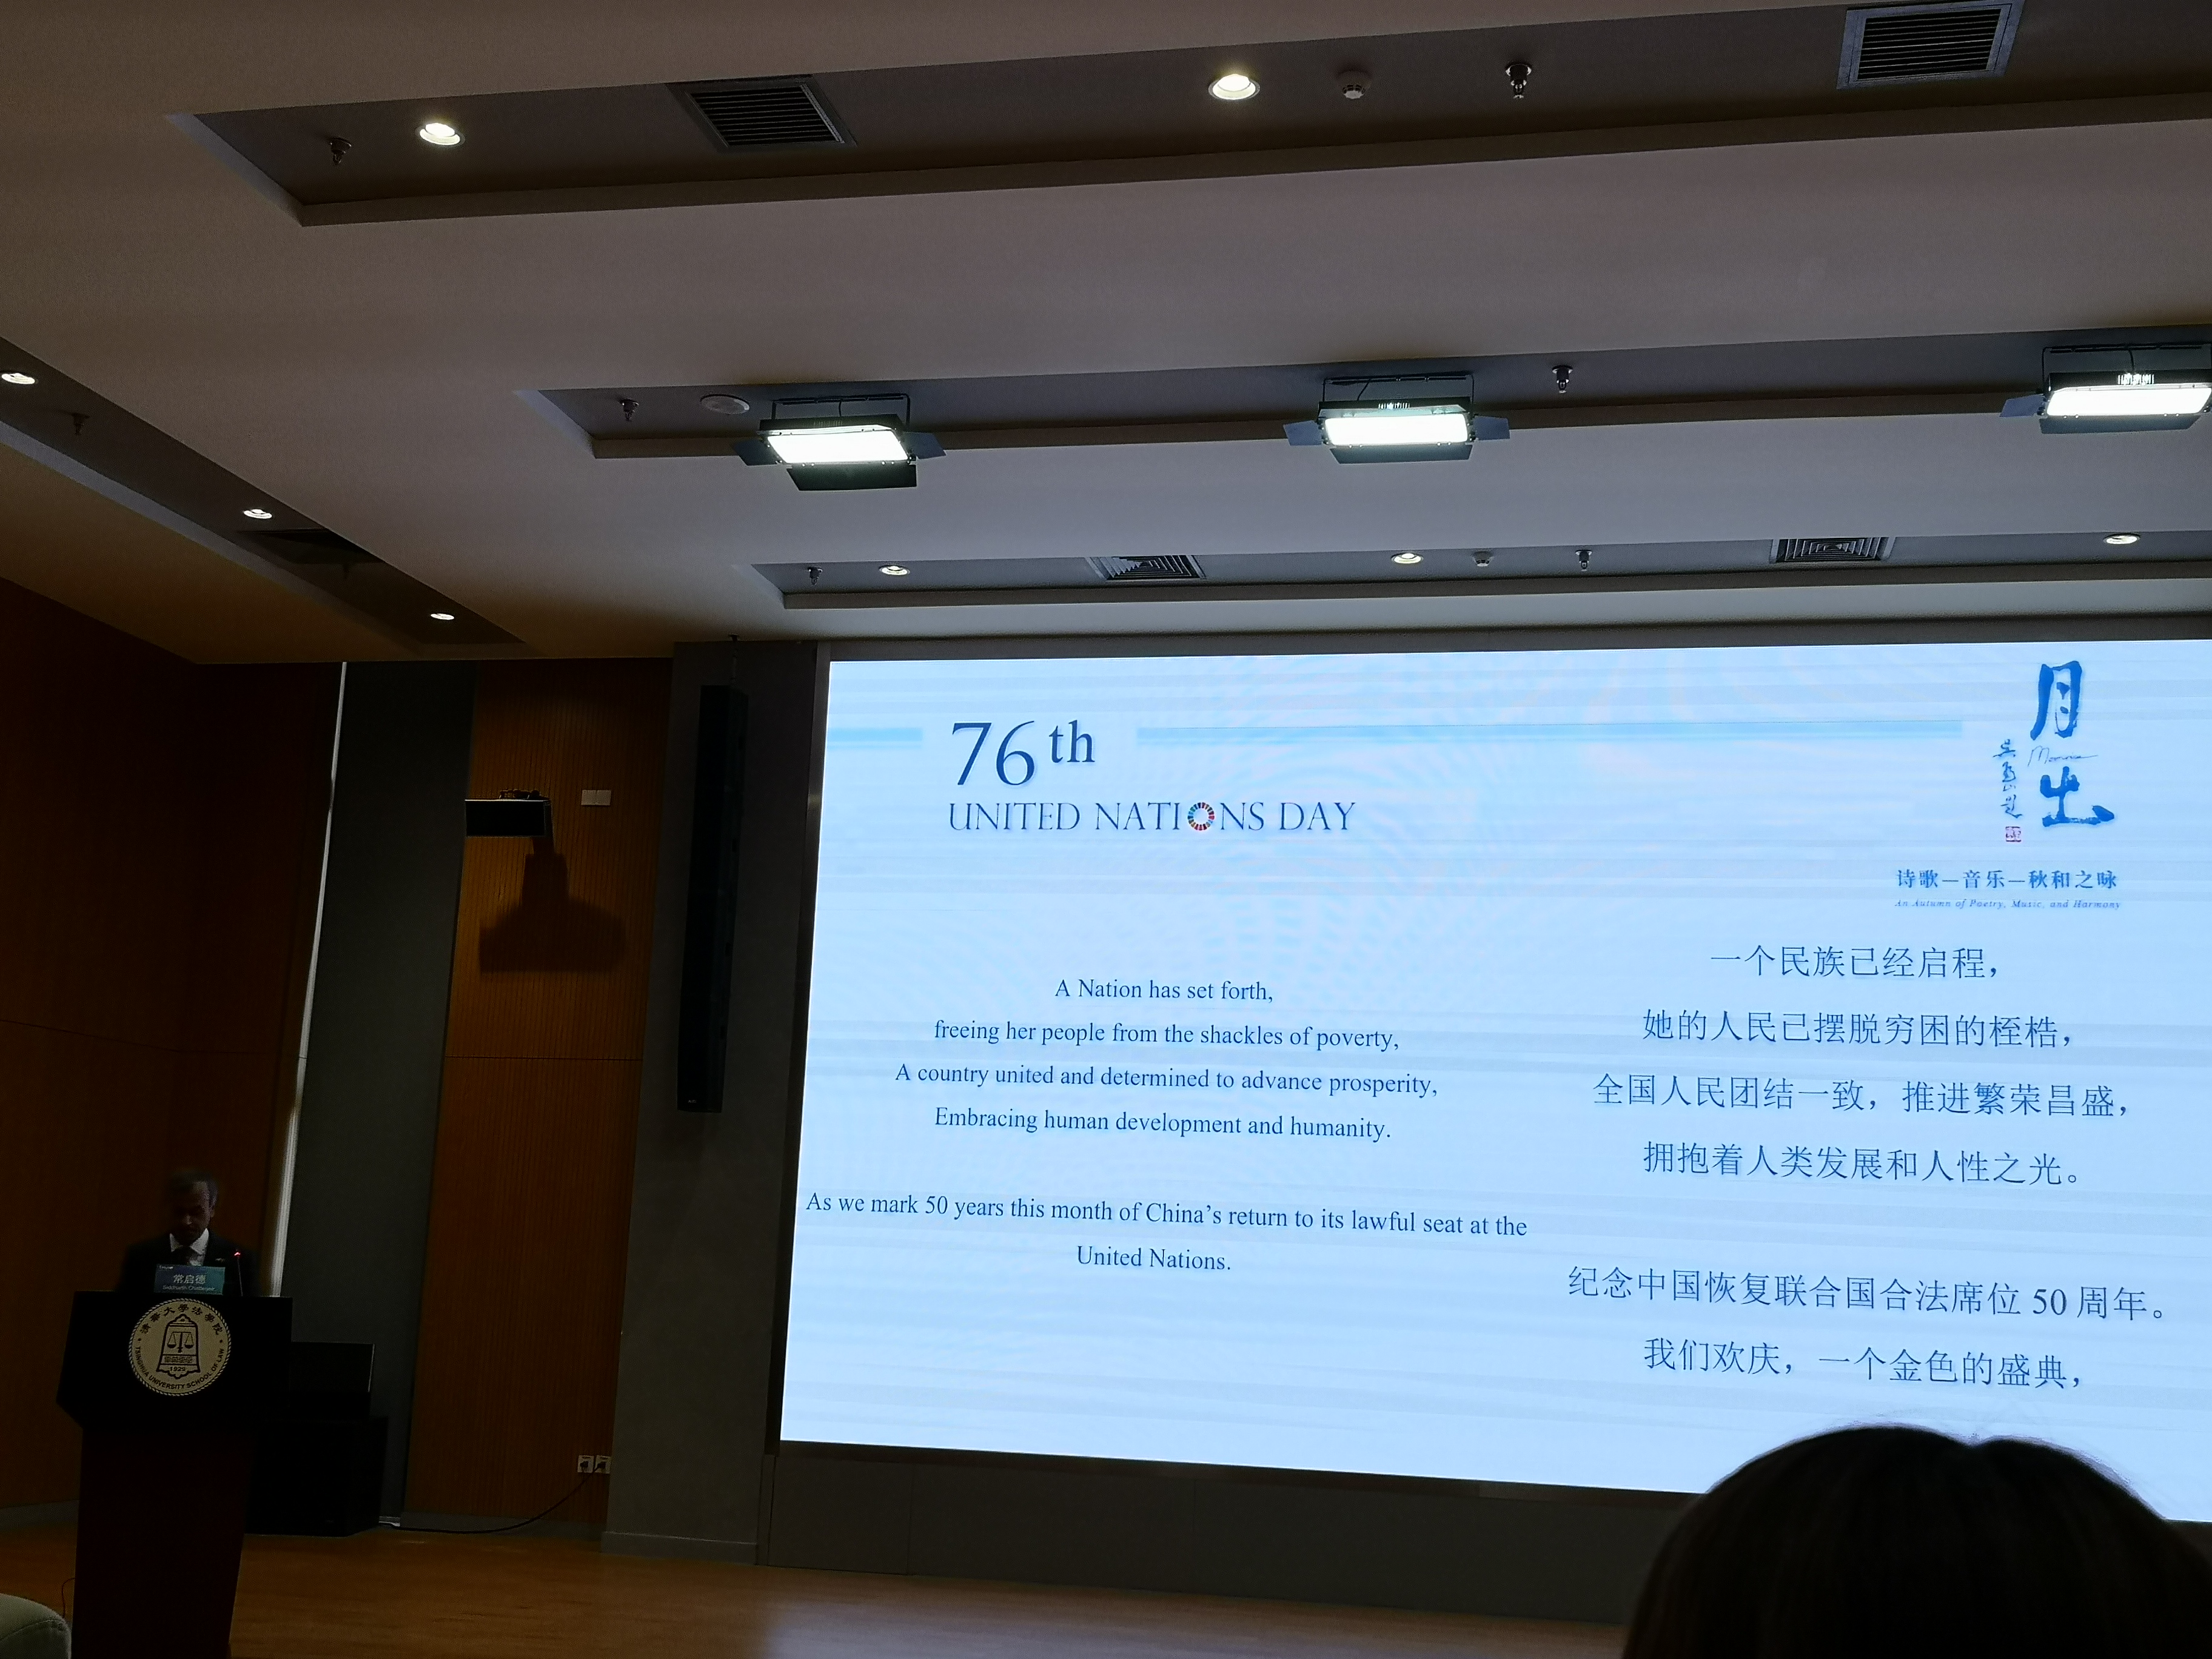 76th
UNITED NATIONS DAY
月出
诗歌—音乐—秋和之咏
An Autumn of Poetry, Music, and Harmony
A Nation has set forth,
freeing her people from the shackles of poverty,
A country united and determined to advance prosperity,
Embracing human development and humanity.
As we mark 50 years this month of China's return to its lawful seat at the
United Nations.
一个民族已经启程，
她的人民已摆脱穷困的桎梏，
全国人民团结一致，推进繁荣昌盛，
拥抱着人类发展和人性之光。
纪念中国恢复联合国合法席位 50 周年。
我们欢庆，一个金色的盛典，
常启德
Siddharth Chatterjee
清華大学法學院
1929
TSINGHUA UNIVERSITY SCHOOL OF LAW